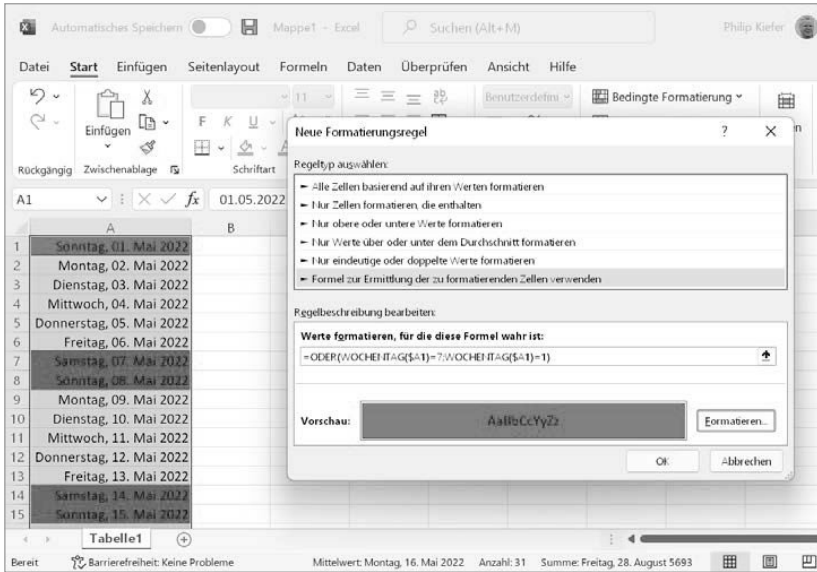 Automatisches Speichern Mappe1 - Excel Suchen (Alt+M) Philip Kiefer
Datei Start Einfügen Seitenlayout Formeln Daten Überprüfen Ansicht Hilfe
11 Benutzerdefini Bedingte Formatierung
Einfügen
F K U
Rückgängig Zwischenablage Schriftart
A1 fx 01.05.2022
Neue Formatierungsregel ? X
Regeltyp auswählen:
► Alle Zellen basierend auf ihren Werten formatieren
► Nur Zellen formatieren, die enthalten
► Nur obere oder untere Werte formatieren
► Nur Werte über oder unter dem Durchschnitt formatieren
► Nur eindeutige oder doppelte Werte formatieren
► Formel zur Ermittlung der zu formatierenden Zellen verwenden
Regelbeschreibung bearbeiten:
Werte formatieren, für die diese Formel wahr ist:
=ODER(WOCHENTAG($A1)=7;WOCHENTAG($A1)=1)
Vorschau: AaBbCcYyZz Formatieren...
OK Abbrechen
A B
1 Sonntag, 01. Mai 2022
2 Montag, 02. Mai 2022
3 Dienstag, 03. Mai 2022
4 Mittwoch, 04. Mai 2022
5 Donnerstag, 05. Mai 2022
6 Freitag, 06. Mai 2022
7 Samstag, 07. Mai 2022
8 Sonntag, 08. Mai 2022
9 Montag, 09. Mai 2022
10 Dienstag, 10. Mai 2022
11 Mittwoch, 11. Mai 2022
12 Donnerstag, 12. Mai 2022
13 Freitag, 13. Mai 2022
14 Samstag, 14. Mai 2022
15 Sonntag, 15. Mai 2022
Tabelle1
Bereit Barrierefreiheit: Keine Probleme Mittelwert: Montag, 16. Mai 2022 Anzahl: 31 Summe: Freitag, 28. August 5693